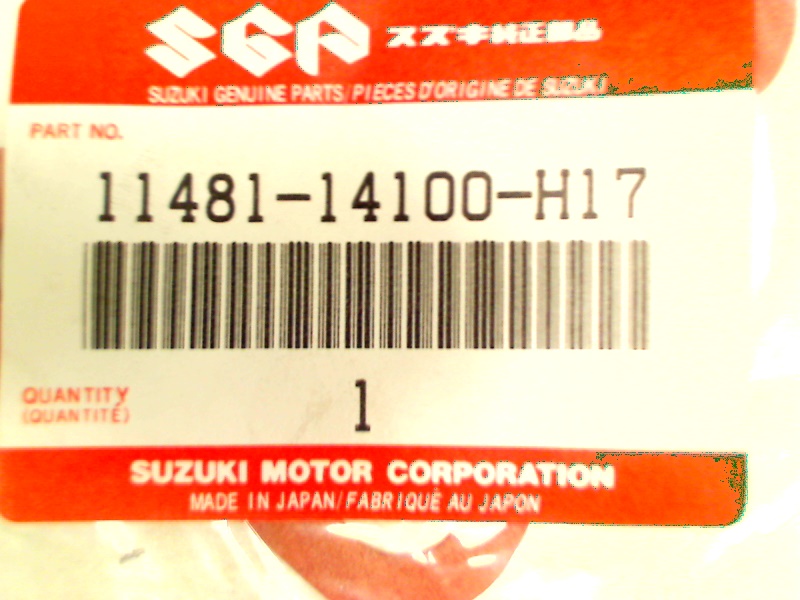 SGP スズキ純正部品
SUZUKI GENUINE PARTS/PIECES D'ORIGINE DE SUZUKI
PART NO.
11481-14100-H17
QUANTITY
(QUANTITÉ)
1
SUZUKI MOTOR CORPORATION
MADE IN JAPAN/FABRIQUÉ AU JAPON